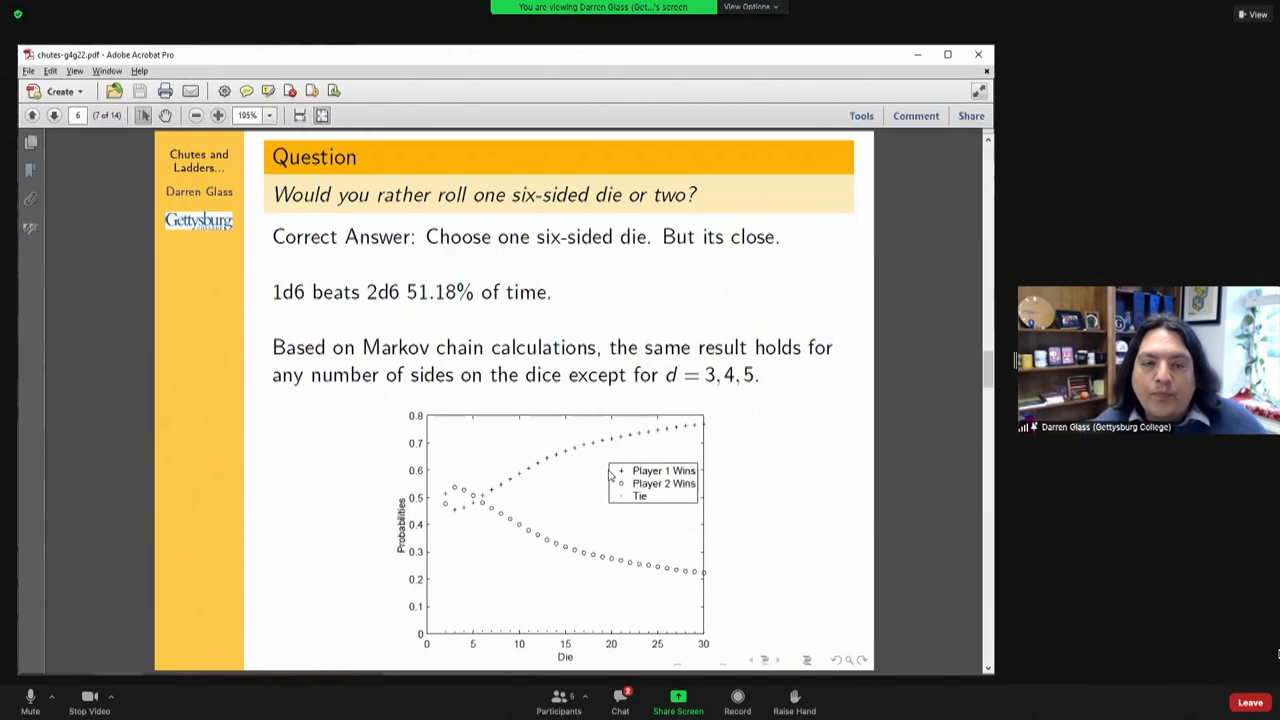 You are viewing Darren Glass (Get...'s screen
View Options
View
chutes-g4g22.pdf - Adobe Acrobat Pro
File Edit View Window Help
Create
6 (7 of 14) 195% Tools Comment Share
Chutes and
Ladders...
Darren Glass
Gettysburg
COLLEGE
Question
Would you rather roll one six-sided die or two?
Correct Answer: Choose one six-sided die. But its close.
1d6 beats 2d6 51.18% of time.
Based on Markov chain calculations, the same result holds for
any number of sides on the dice except for d = 3, 4, 5.
0.8
0.7
0.6
0.5
0.4
0.3
0.2
0.1
0
Probabilities
Player 1 Wins
Player 2 Wins
Tie
0 5 10 15 20 25 30
Die
Darren Glass (Gettysburg College)
Mute
Stop Video
Participants 5
Chat 2
Share Screen
Record
Raise Hand
Leave